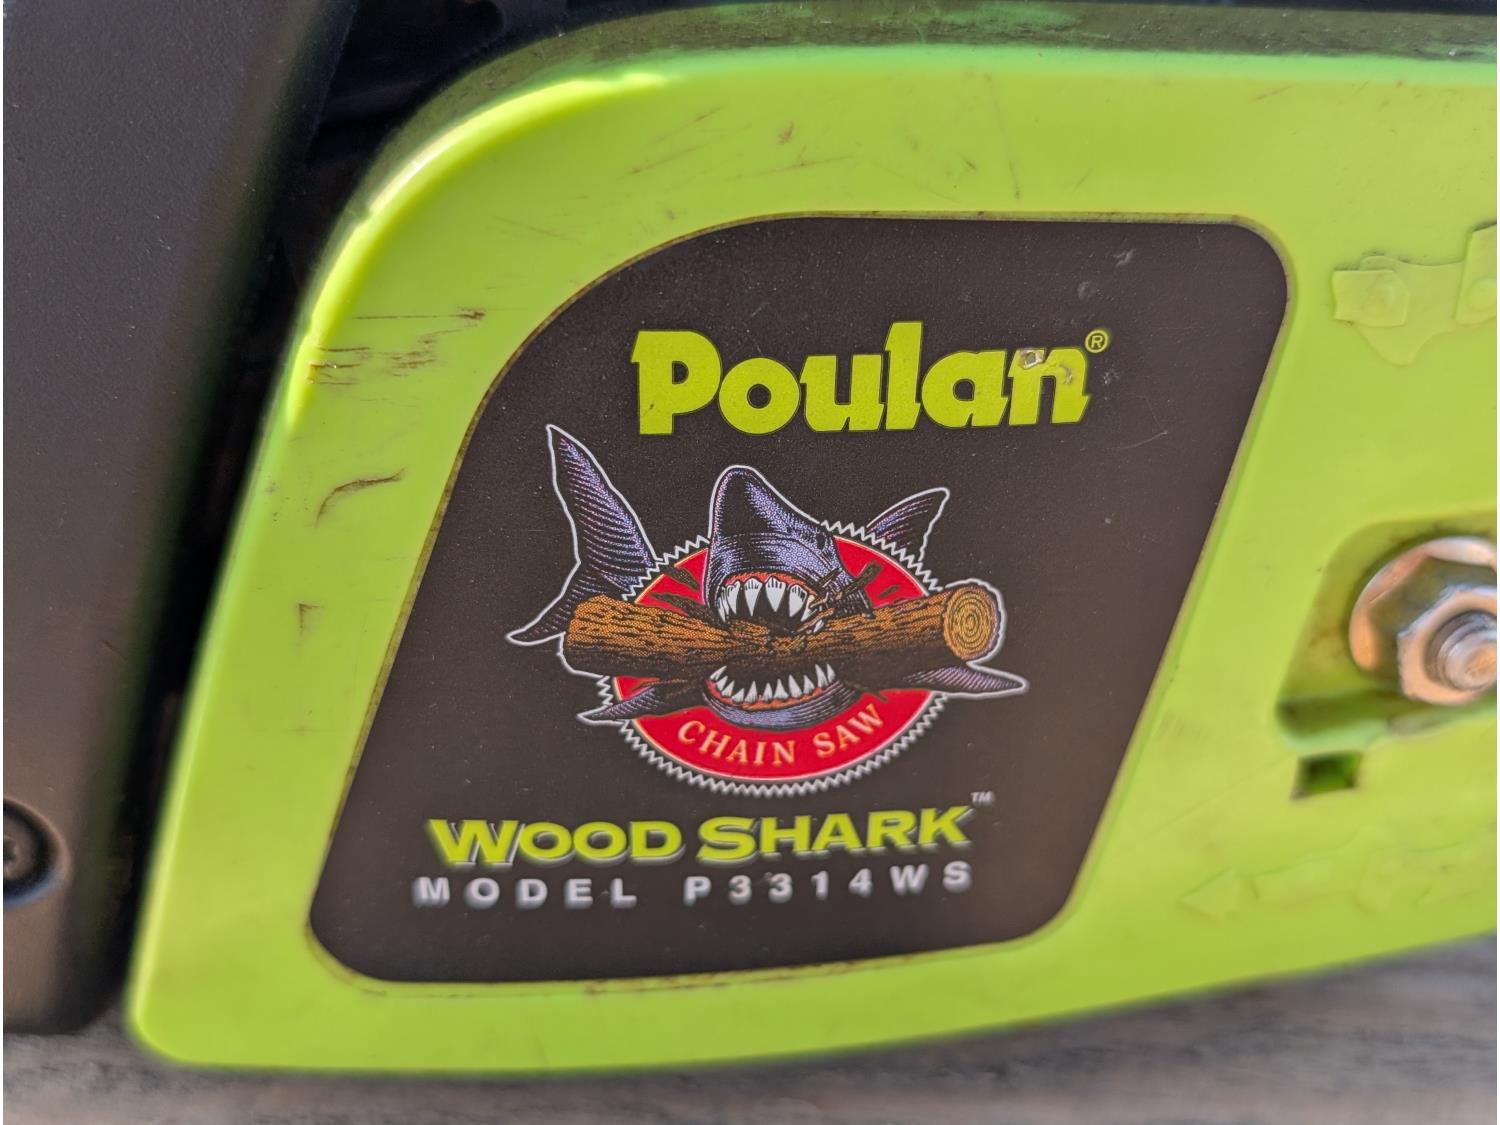 Poulan®
CHAIN SAW
WOOD SHARK™
MODEL P3314WS